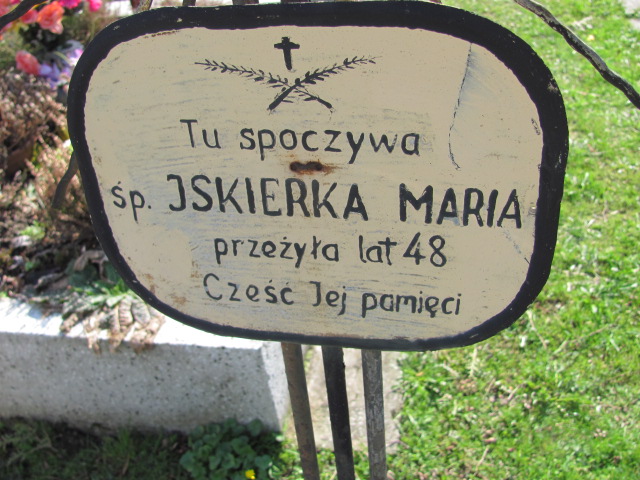 Tu spoczywa
śp. JSKIERKA MARIA
przeżyła lat 48
Cześć Jej pamięci